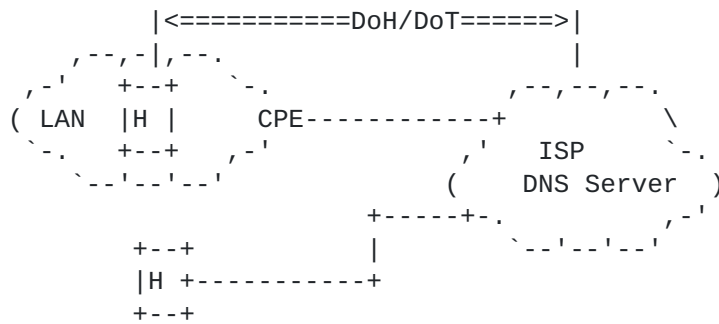 |<===========DoH/DoT======>|
,--,-|,--. |
,-' +--+ `-. ,--,--,--.
( LAN |H | CPE------------+ \
`-. +--+ ,-' ,' ISP `-.
`--'--'--' ( DNS Server )
+-----+-. ,-'
+--+ | `--'--'--'
|H +-----------+
+--+